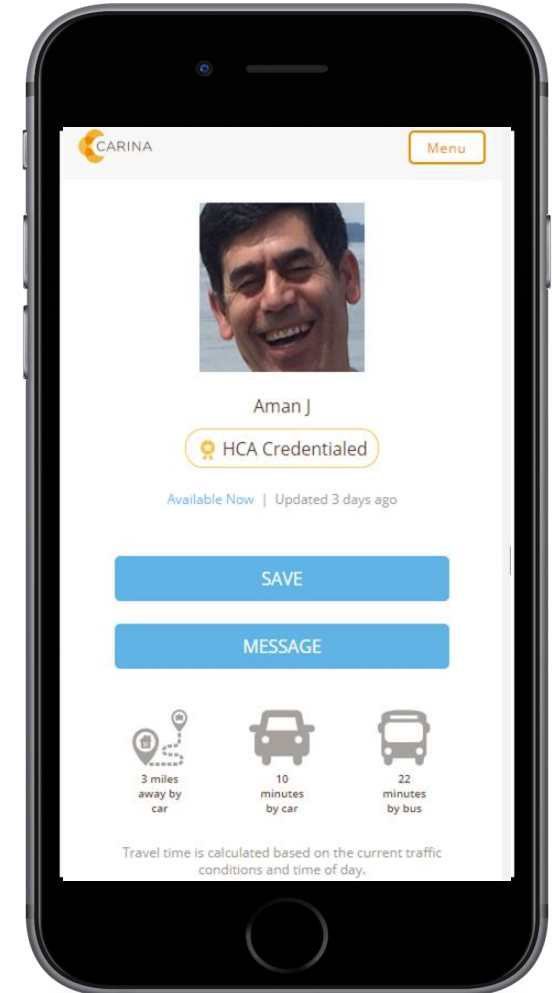 CARINA
Menu
Aman J
HCA Credentialed
Available Now | Updated 3 days ago
SAVE
MESSAGE
3 miles
away by
car
10
minutes
by car
22
minutes
by bus
Travel time is calculated based on the current traffic
conditions and time of day.